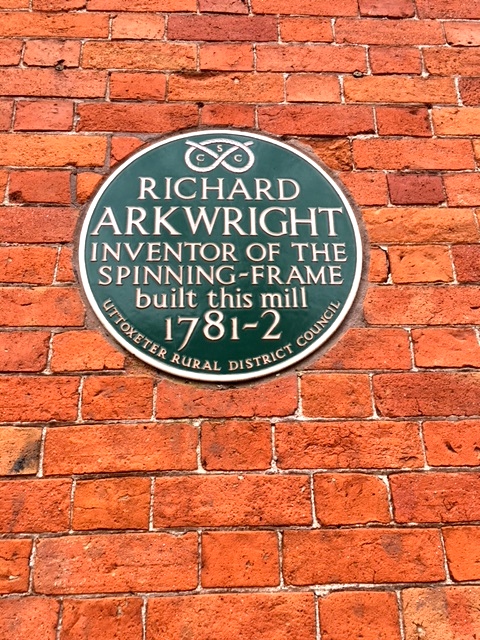 C S C
RICHARD
ARKWRIGHT
INVENTOR OF THE
SPINNING-FRAME
built this mill
1781-2
UTTOXETER RURAL DISTRICT COUNCIL